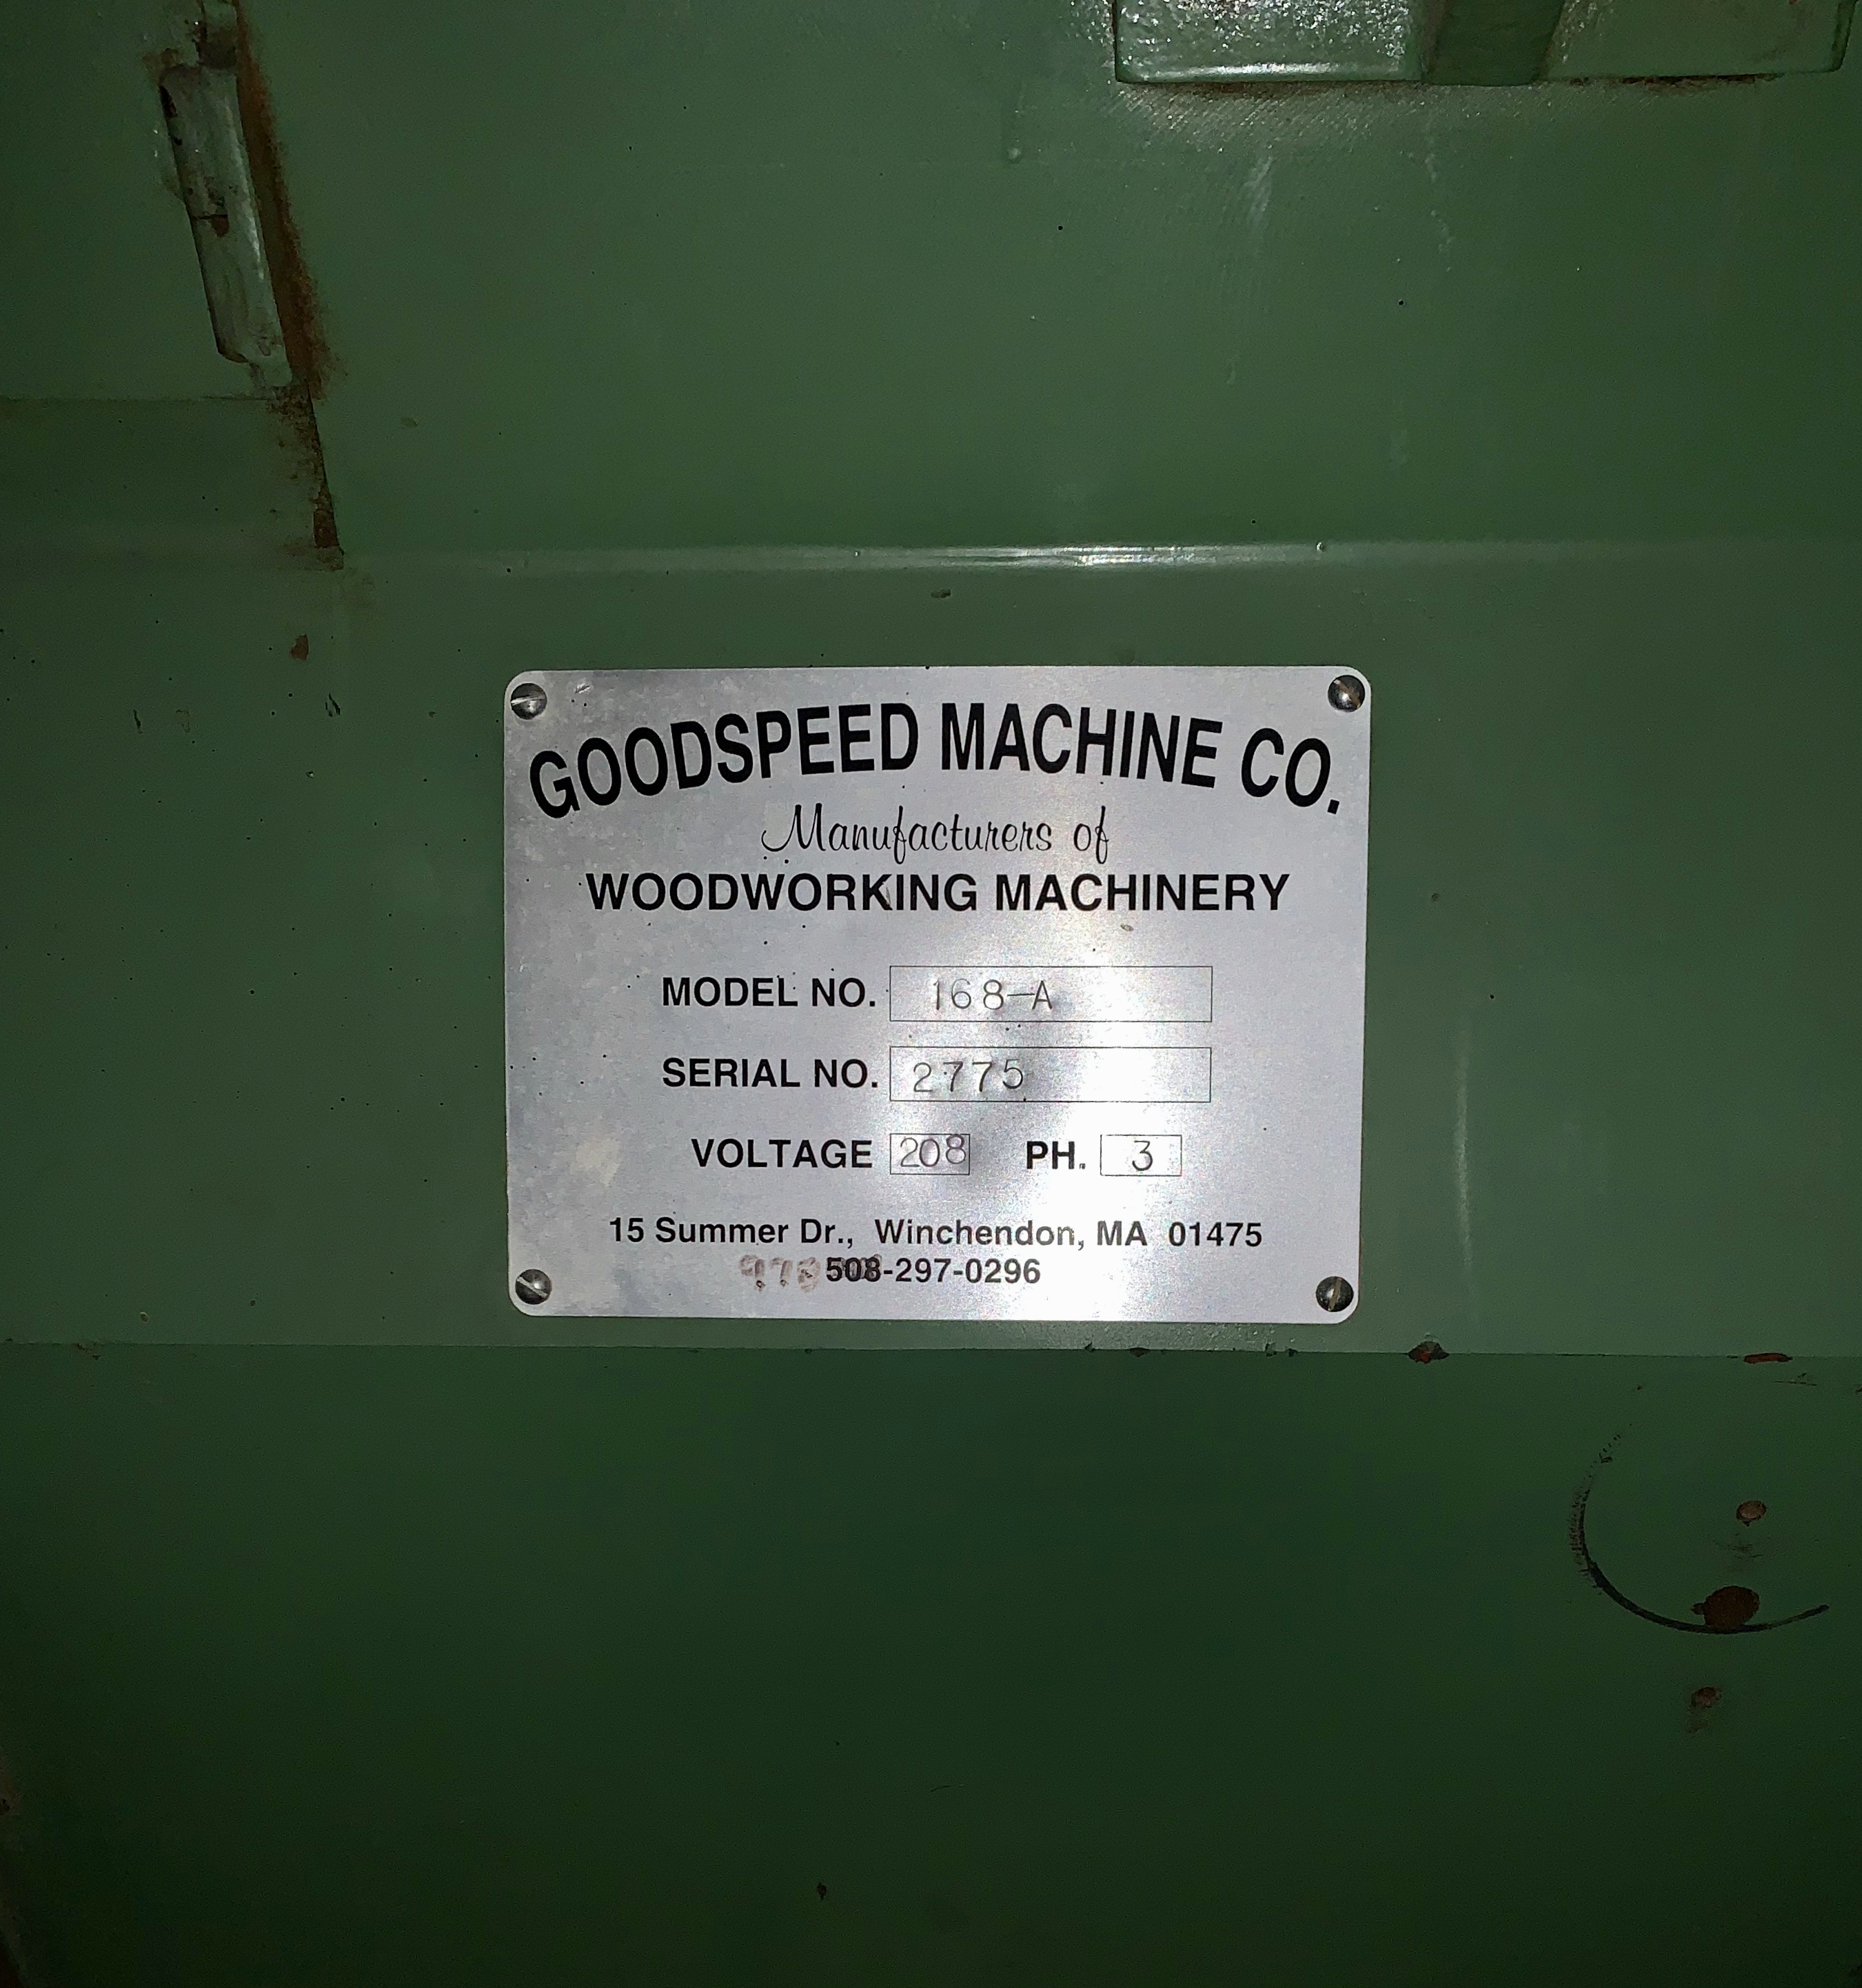 GOODSPEED MACHINE CO.
Manufacturers of
WOODWORKING MACHINERY
MODEL NO. 168-A
SERIAL NO. 2775
VOLTAGE 208 PH. 3
15 Summer Dr., Winchendon, MA 01475
978 508-297-0296